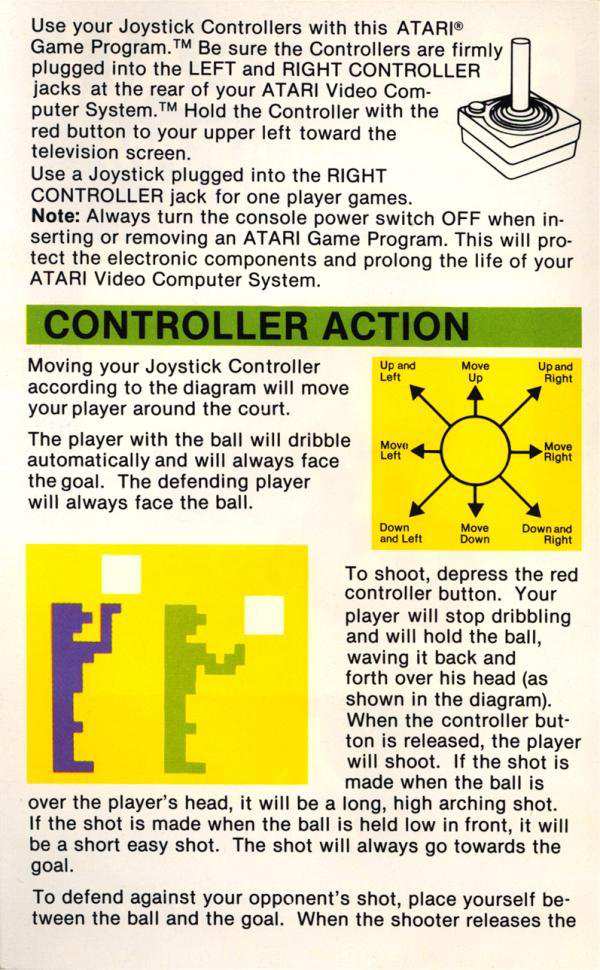 Use your Joystick Controllers with this ATARI®
Game Program.™ Be sure the Controllers are firmly
plugged into the LEFT and RIGHT CONTROLLER
jacks at the rear of your ATARI Video Com-
puter System.™ Hold the Controller with the
red button to your upper left toward the
television screen.
Use a Joystick plugged into the RIGHT
CONTROLLER jack for one player games.
Note: Always turn the console power switch OFF when in-
serting or removing an ATARI Game Program. This will pro-
tect the electronic components and prolong the life of your
ATARI Video Computer System.
CONTROLLER ACTION
Moving your Joystick Controller
according to the diagram will move
your player around the court.
The player with the ball will dribble
automatically and will always face
the goal. The defending player
will always face the ball.
Up and
Left
Move
Up
Up and
Right
Move
Left
Move
Right
Down
and Left
Move
Down
Down and
Right
To shoot, depress the red
controller button. Your
player will stop dribbling
and will hold the ball,
waving it back and
forth over his head (as
shown in the diagram).
When the controller but-
ton is released, the player
will shoot. If the shot is
made when the ball is
over the player's head, it will be a long, high arching shot.
If the shot is made when the ball is held low in front, it will
be a short easy shot. The shot will always go towards the
goal.
To defend against your opponent's shot, place yourself be-
tween the ball and the goal. When the shooter releases the